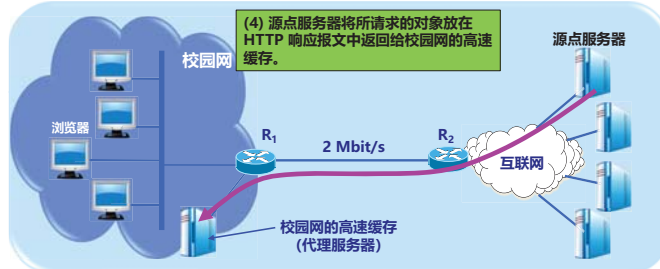 (4) 源点服务器将所请求的对象放在
HTTP 响应报文中返回给校园网的高速
缓存。
源点服务器
校园网
浏览器
R1
2 Mbit/s
R2
互联网
校园网的高速缓存
(代理服务器)